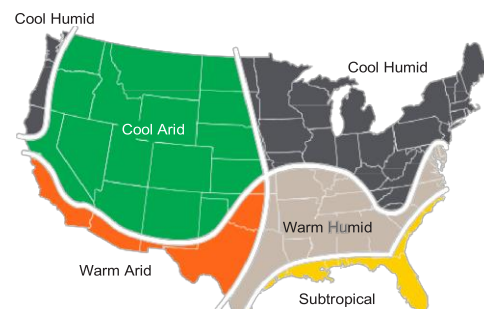 Cool Humid
Cool Humid
Cool Arid
Warm Humid
Warm Arid
Subtropical